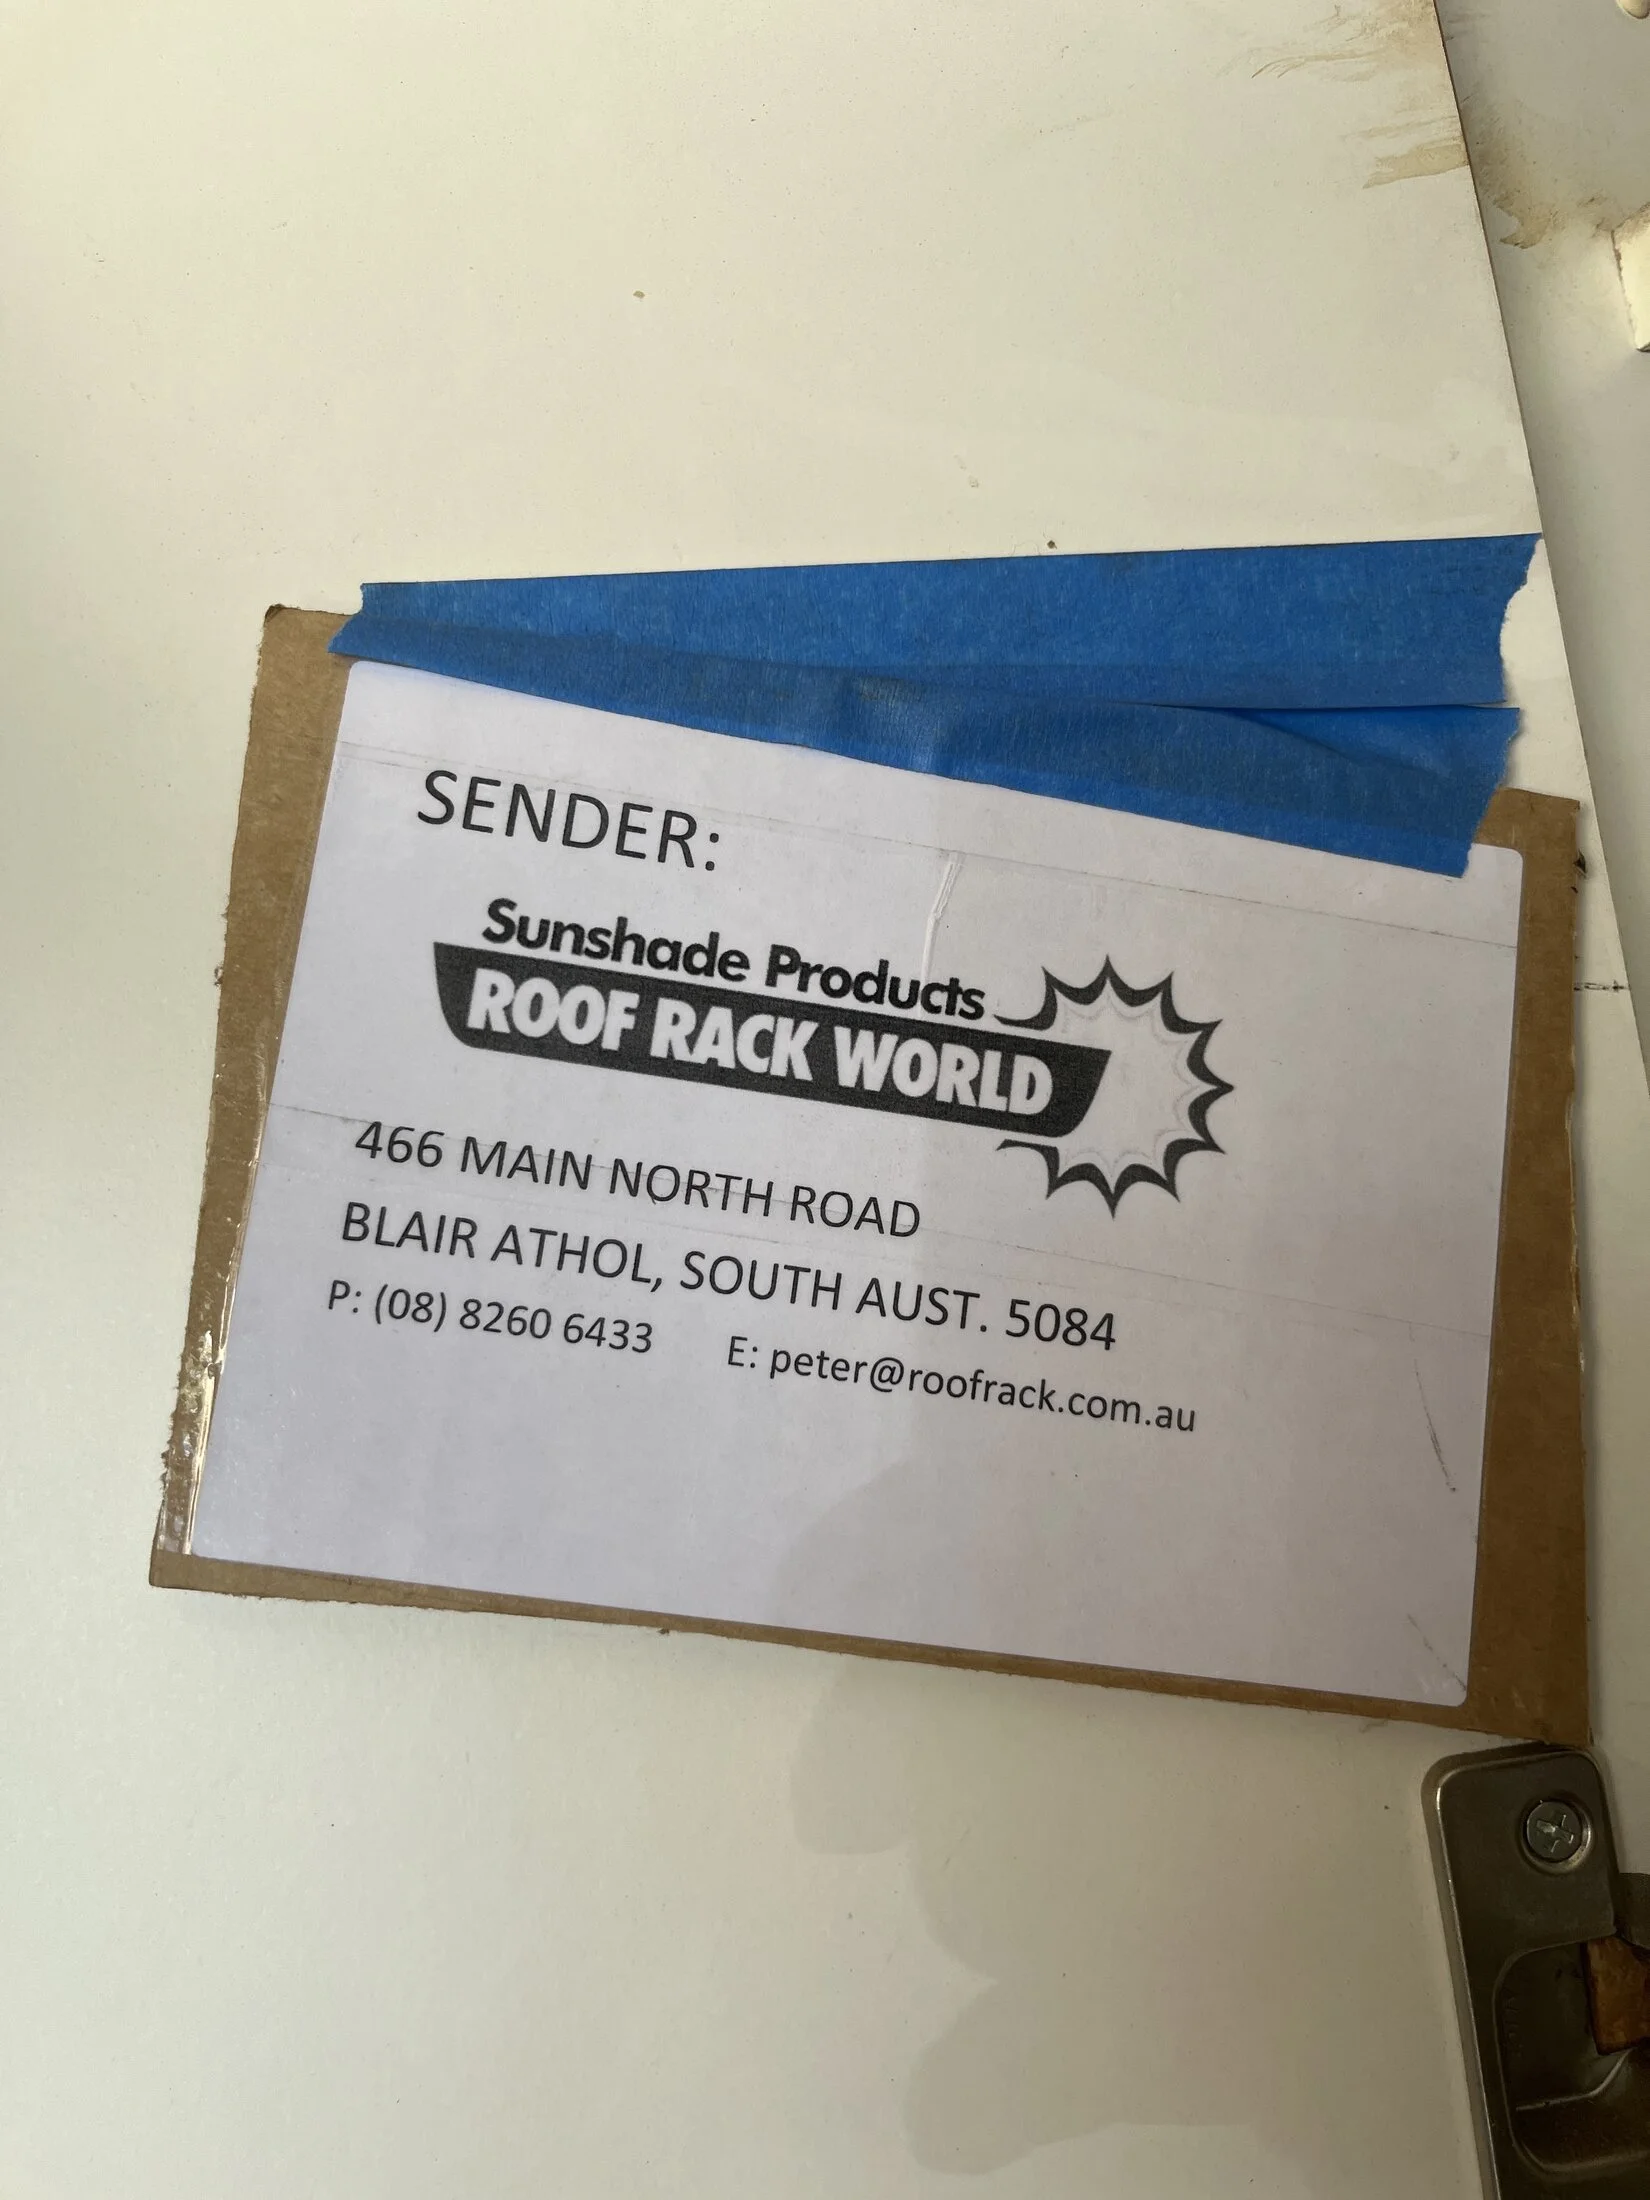 SENDER:
Sunshade Products
ROOF RACK WORLD
466 MAIN NORTH ROAD
BLAIR ATHOL, SOUTH AUST. 5084
P: (08) 8260 6433 E: peter@roofrack.com.au